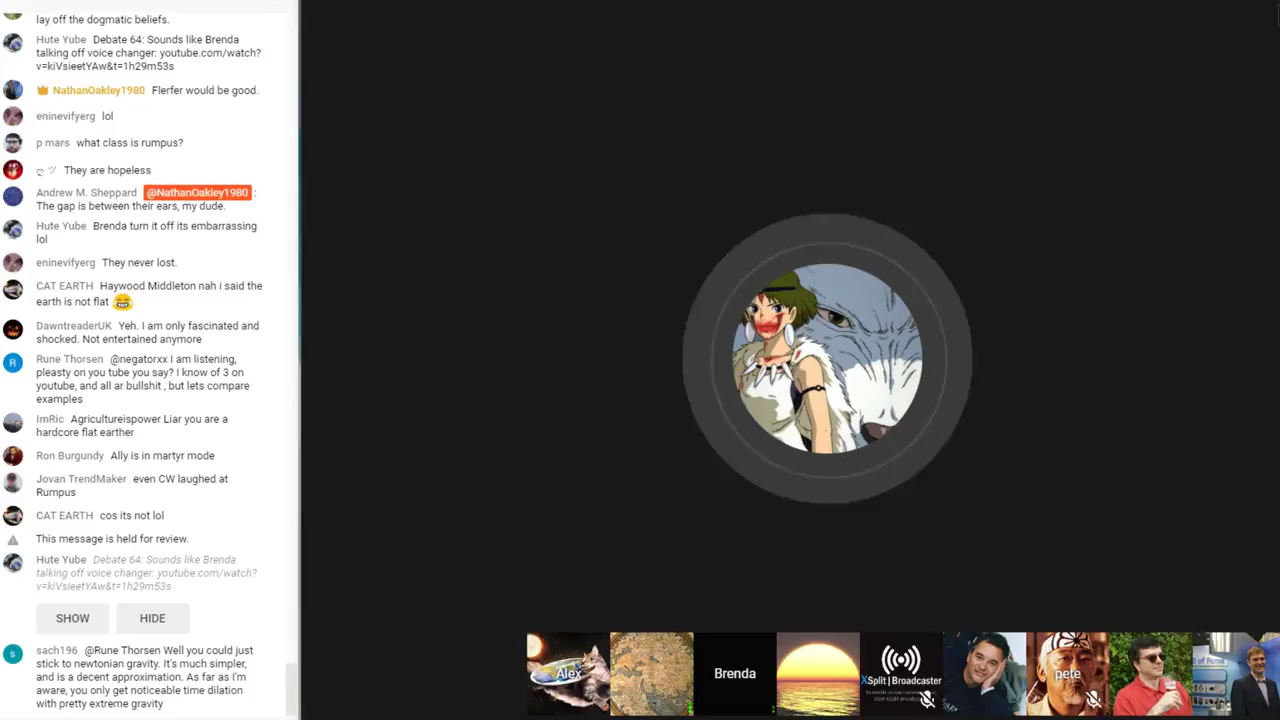 lay off the dogmatic beliefs.
Hute Yube Debate 64: Sounds like Brenda
talking off voice changer: youtube.com/watch?
v=kiVsieetYAw&t=1h29m53s
NathanOakley1980 Flerfer would be good.
eninevifyerg lol
p mars what class is rumpus?
ღ ツ They are hopeless
Andrew M. Sheppard @NathanOakley1980 :
The gap is between their ears, my dude.
Hute Yube Brenda turn it off its embarrassing
lol
eninevifyerg They never lost.
CAT EARTH Haywood Middleton nah i said the
earth is not flat 😂
DawntreaderUK Yeh. I am only fascinated and
shocked. Not entertained anymore
R Rune Thorsen @negatorxx I am listening,
pleasty on you tube you say? I know of 3 on
youtube, and all ar bullshit , but lets compare
examples
ImRic Agricultureispower Liar you are a
hardcore flat earther
Ron Burgundy Ally is in martyr mode
Jovan TrendMaker even CW laughed at
Rumpus
CAT EARTH cos its not lol
This message is held for review.
Hute Yube Debate 64: Sounds like Brenda
talking off voice changer: youtube.com/watch?
v=kiVsieetYAw&t=1h29m53s
SHOW HIDE
s sach196 @Rune Thorsen Well you could just
stick to newtonian gravity. It's much simpler,
and is a decent approximation. As far as I'm
aware, you only get noticeable time dilation
with pretty extreme gravity
Alex
Brenda
XSplit | Broadcaster
pete